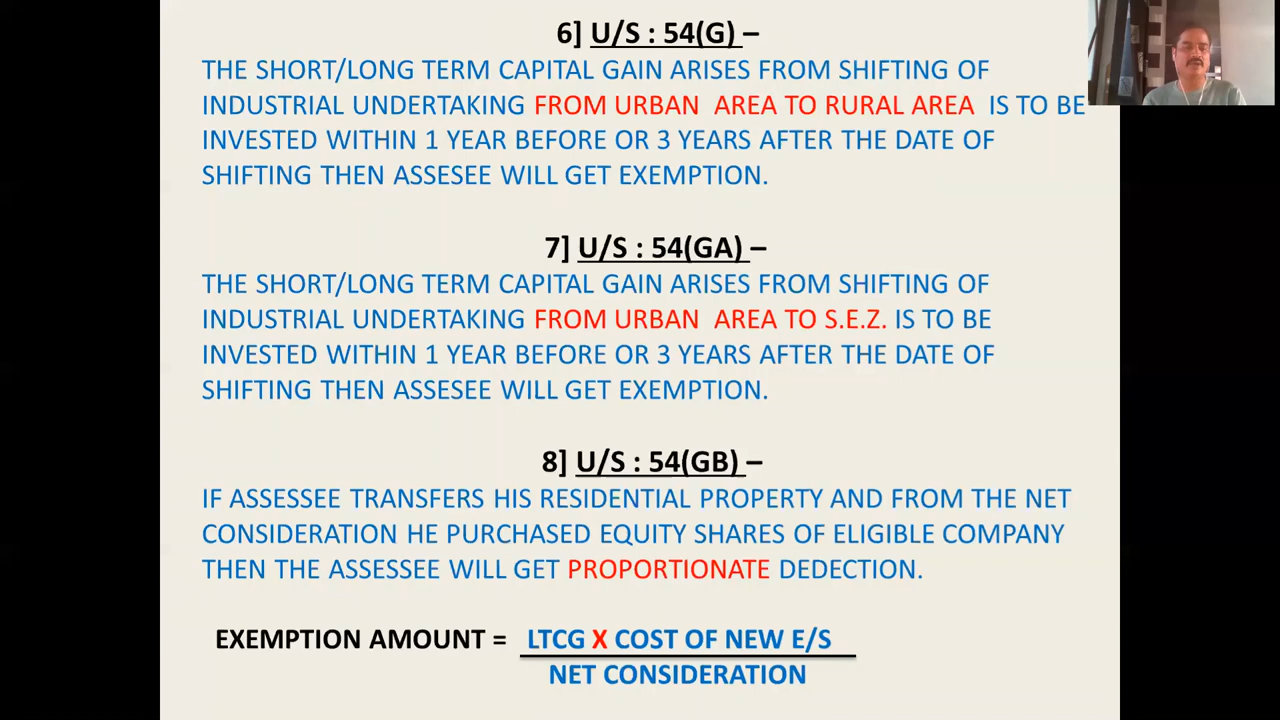 6] U/S : 54(G) –
THE SHORT/LONG TERM CAPITAL GAIN ARISES FROM SHIFTING OF
INDUSTRIAL UNDERTAKING FROM URBAN AREA TO RURAL AREA IS TO BE
INVESTED WITHIN 1 YEAR BEFORE OR 3 YEARS AFTER THE DATE OF
SHIFTING THEN ASSESEE WILL GET EXEMPTION.
7] U/S : 54(GA) –
THE SHORT/LONG TERM CAPITAL GAIN ARISES FROM SHIFTING OF
INDUSTRIAL UNDERTAKING FROM URBAN AREA TO S.E.Z. IS TO BE
INVESTED WITHIN 1 YEAR BEFORE OR 3 YEARS AFTER THE DATE OF
SHIFTING THEN ASSESEE WILL GET EXEMPTION.
8] U/S : 54(GB) –
IF ASSESSEE TRANSFERS HIS RESIDENTIAL PROPERTY AND FROM THE NET
CONSIDERATION HE PURCHASED EQUITY SHARES OF ELIGIBLE COMPANY
THEN THE ASSESSEE WILL GET PROPORTIONATE DEDECTION.
EXEMPTION AMOUNT = LTCG X COST OF NEW E/S
NET CONSIDERATION